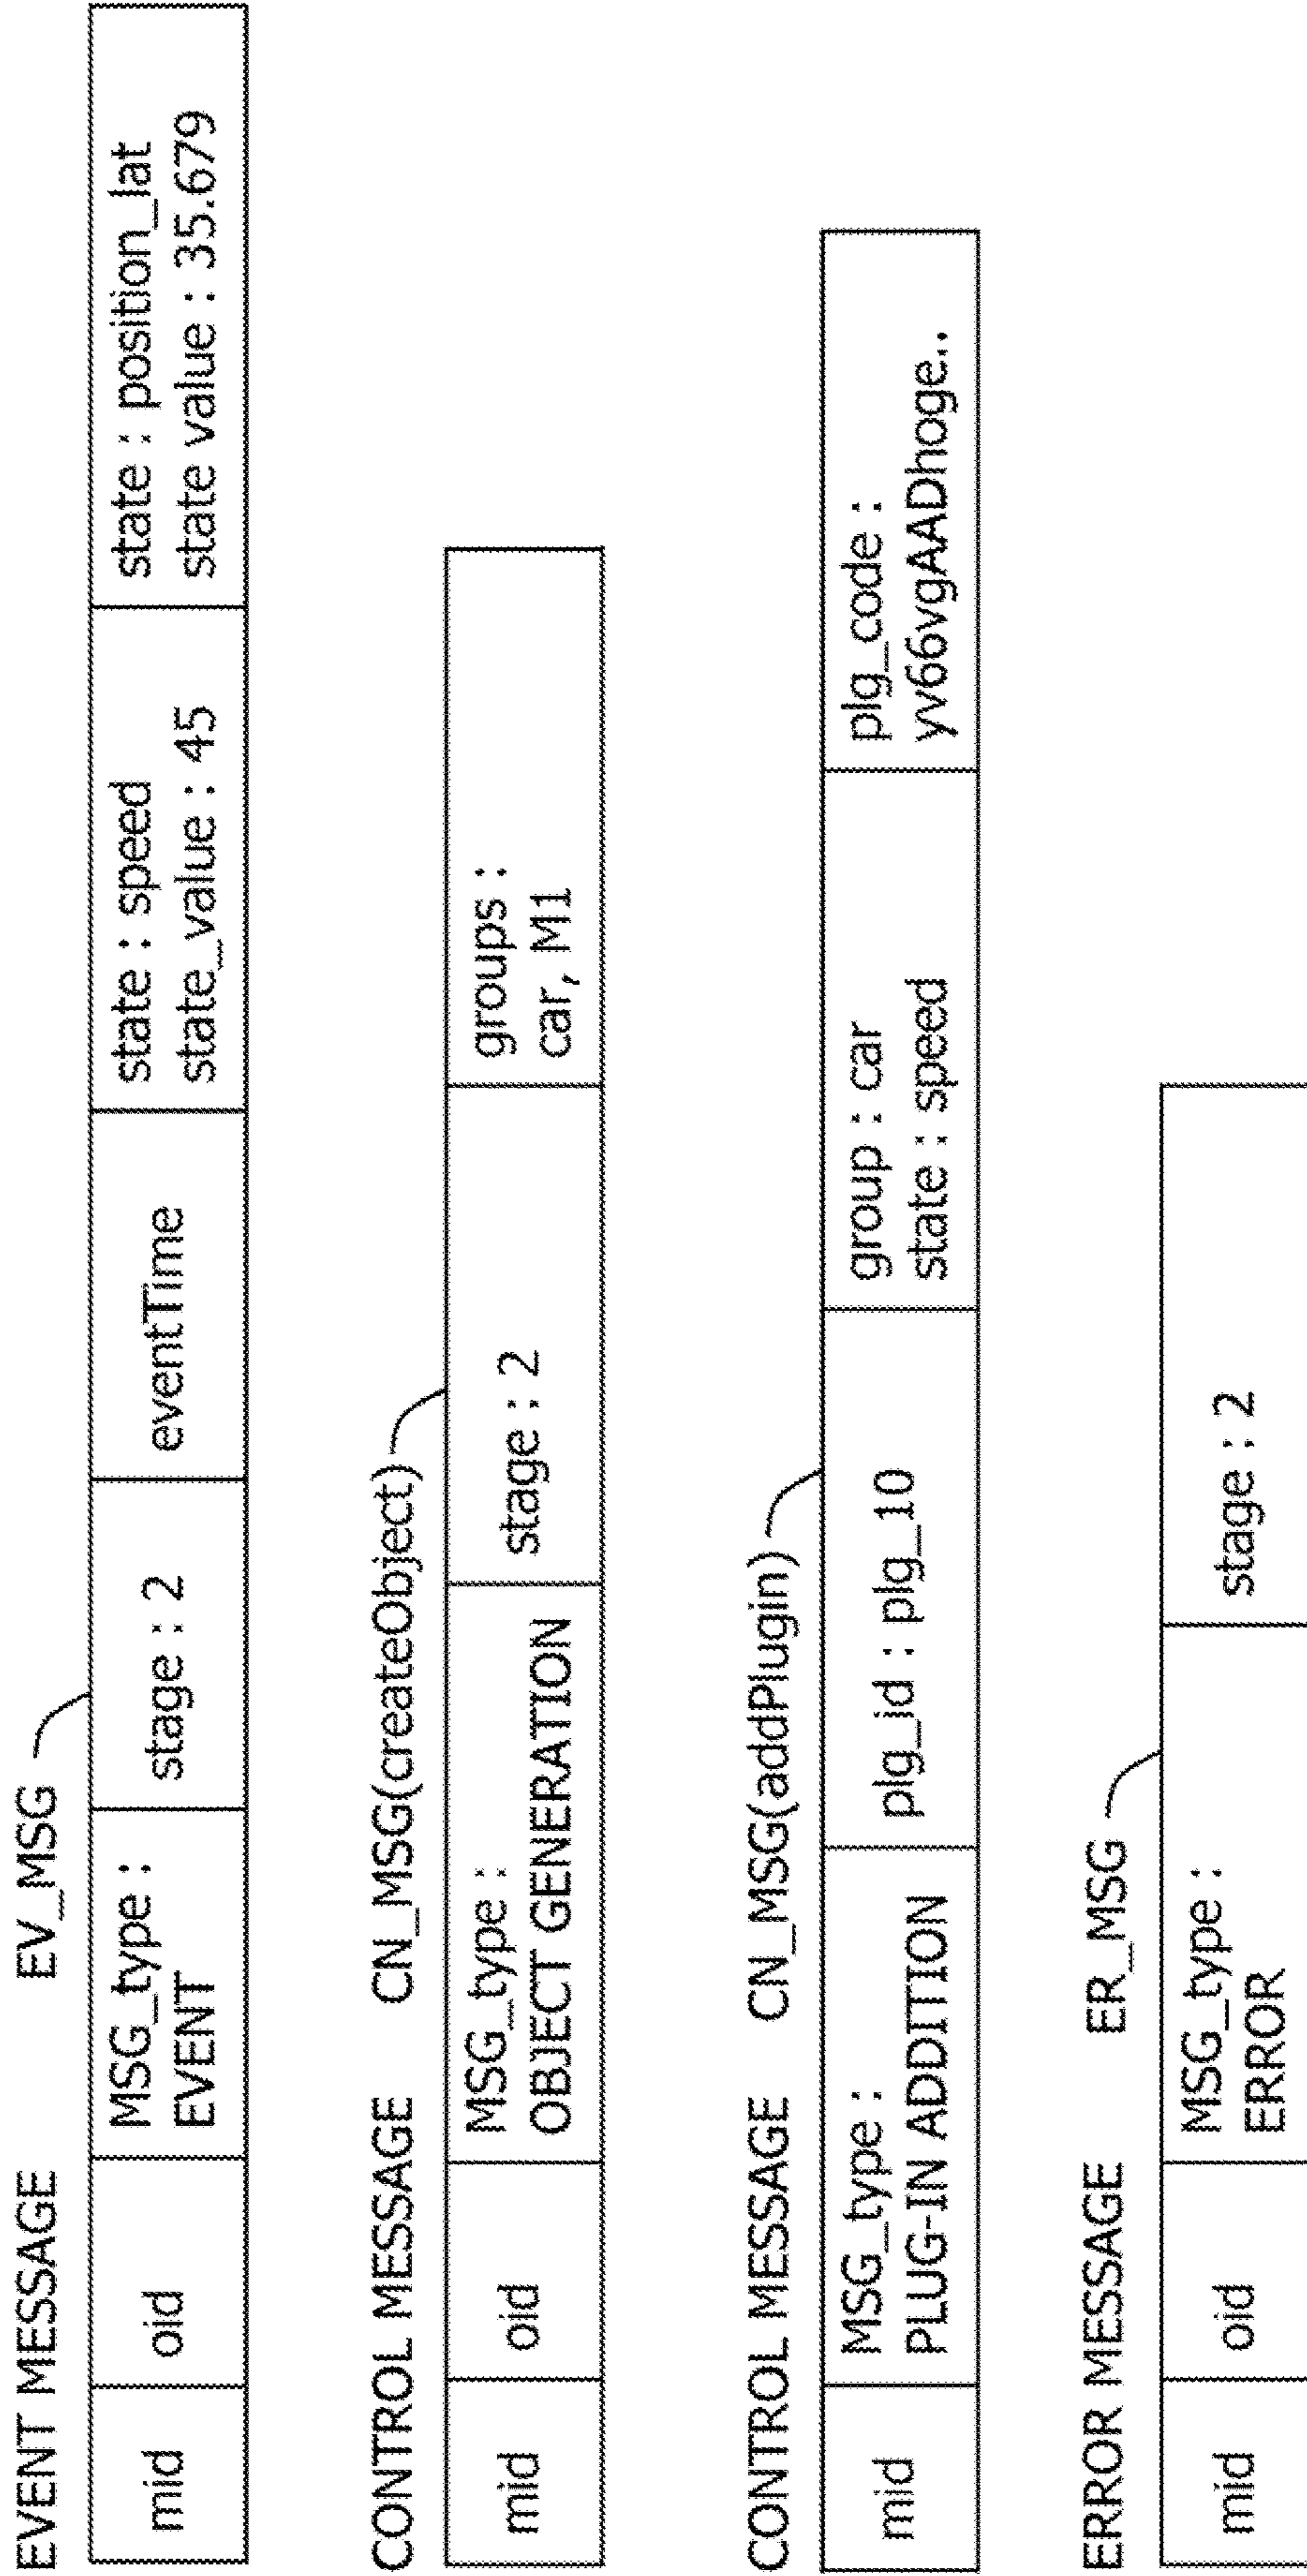 EVENT MESSAGE EV_MSG
mid
oid
MSG_type :
EVENT
stage : 2
eventTime
state : speed
state_value : 45
state : position_lat
state value : 35.679
CONTROL MESSAGE CN_MSG(createObject)
mid
oid
MSG_type :
OBJECT GENERATION
stage : 2
groups :
car, M1
CONTROL MESSAGE CN_MSG(addPlugin)
mid
MSG_type :
PLUG-IN ADDITION
plg_id : plg_10
group : car
state : speed
plg_code :
yv66vgAADhoge..
ERROR MESSAGE ER_MSG
mid
oid
MSG_type :
ERROR
stage : 2